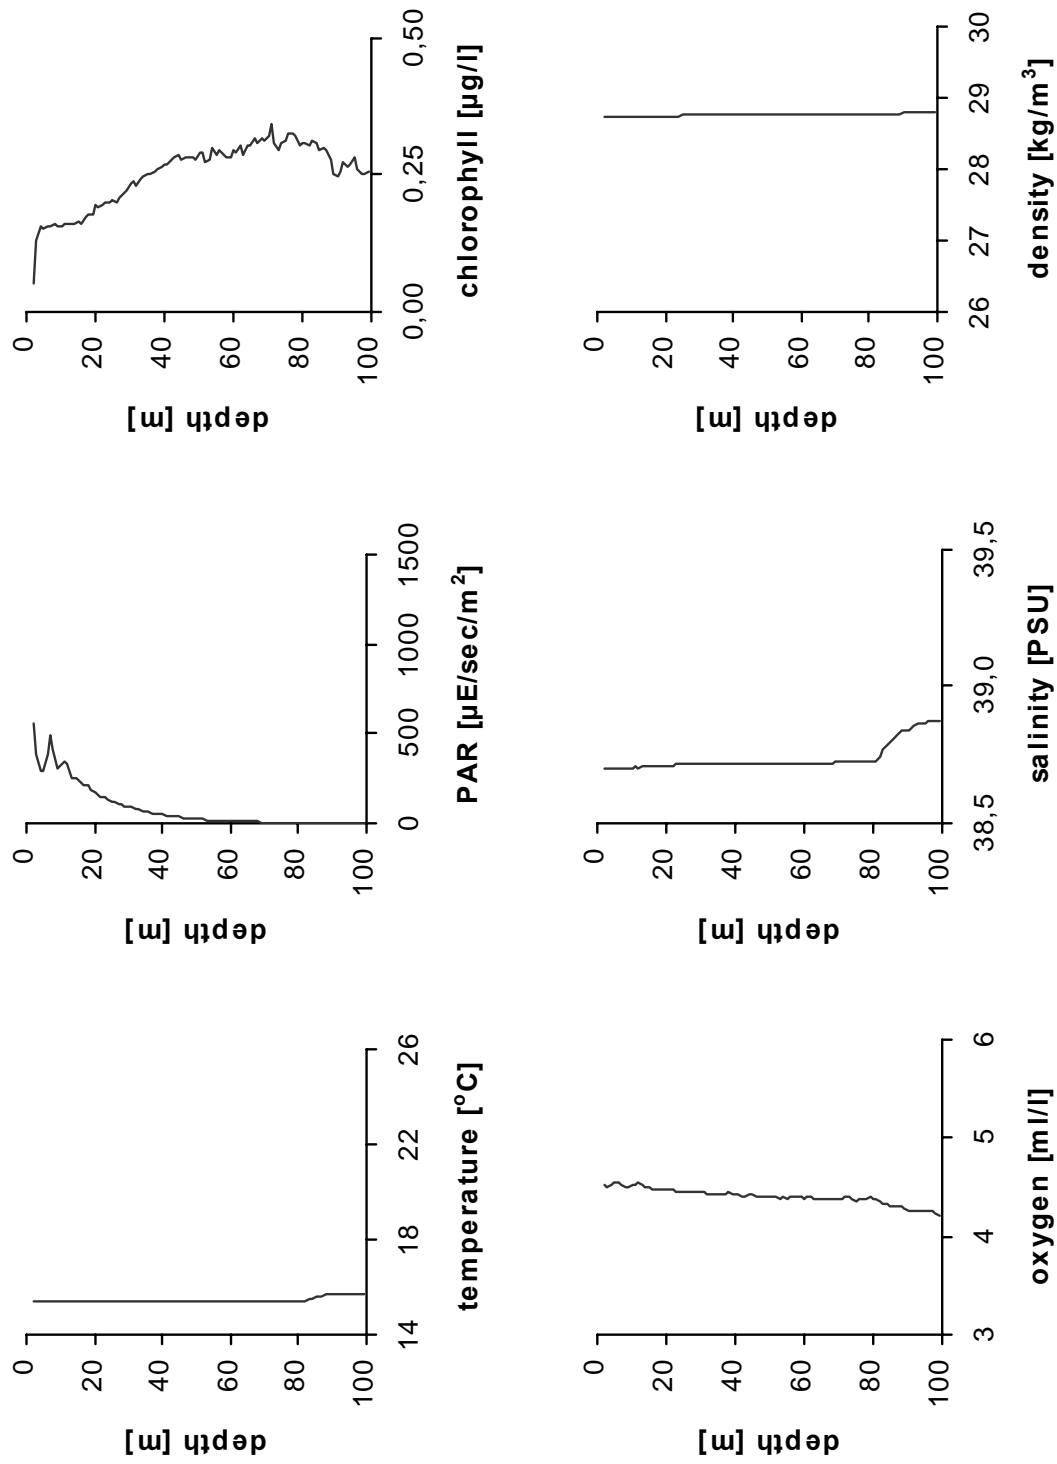 depth [m]
0
20
40
60
80
100
14 18 22 26
temperature [°C]
depth [m]
0
20
40
60
80
100
0 500 1000 1500
PAR [µE/sec/m²]
depth [m]
0
20
40
60
80
100
0,00 0,25 0,50
chlorophyll [µg/l]
depth [m]
0
20
40
60
80
100
3 4 5 6
oxygen [ml/l]
depth [m]
0
20
40
60
80
100
38,5 39,0 39,5
salinity [PSU]
depth [m]
0
20
40
60
80
100
26 27 28 29 30
density [kg/m³]